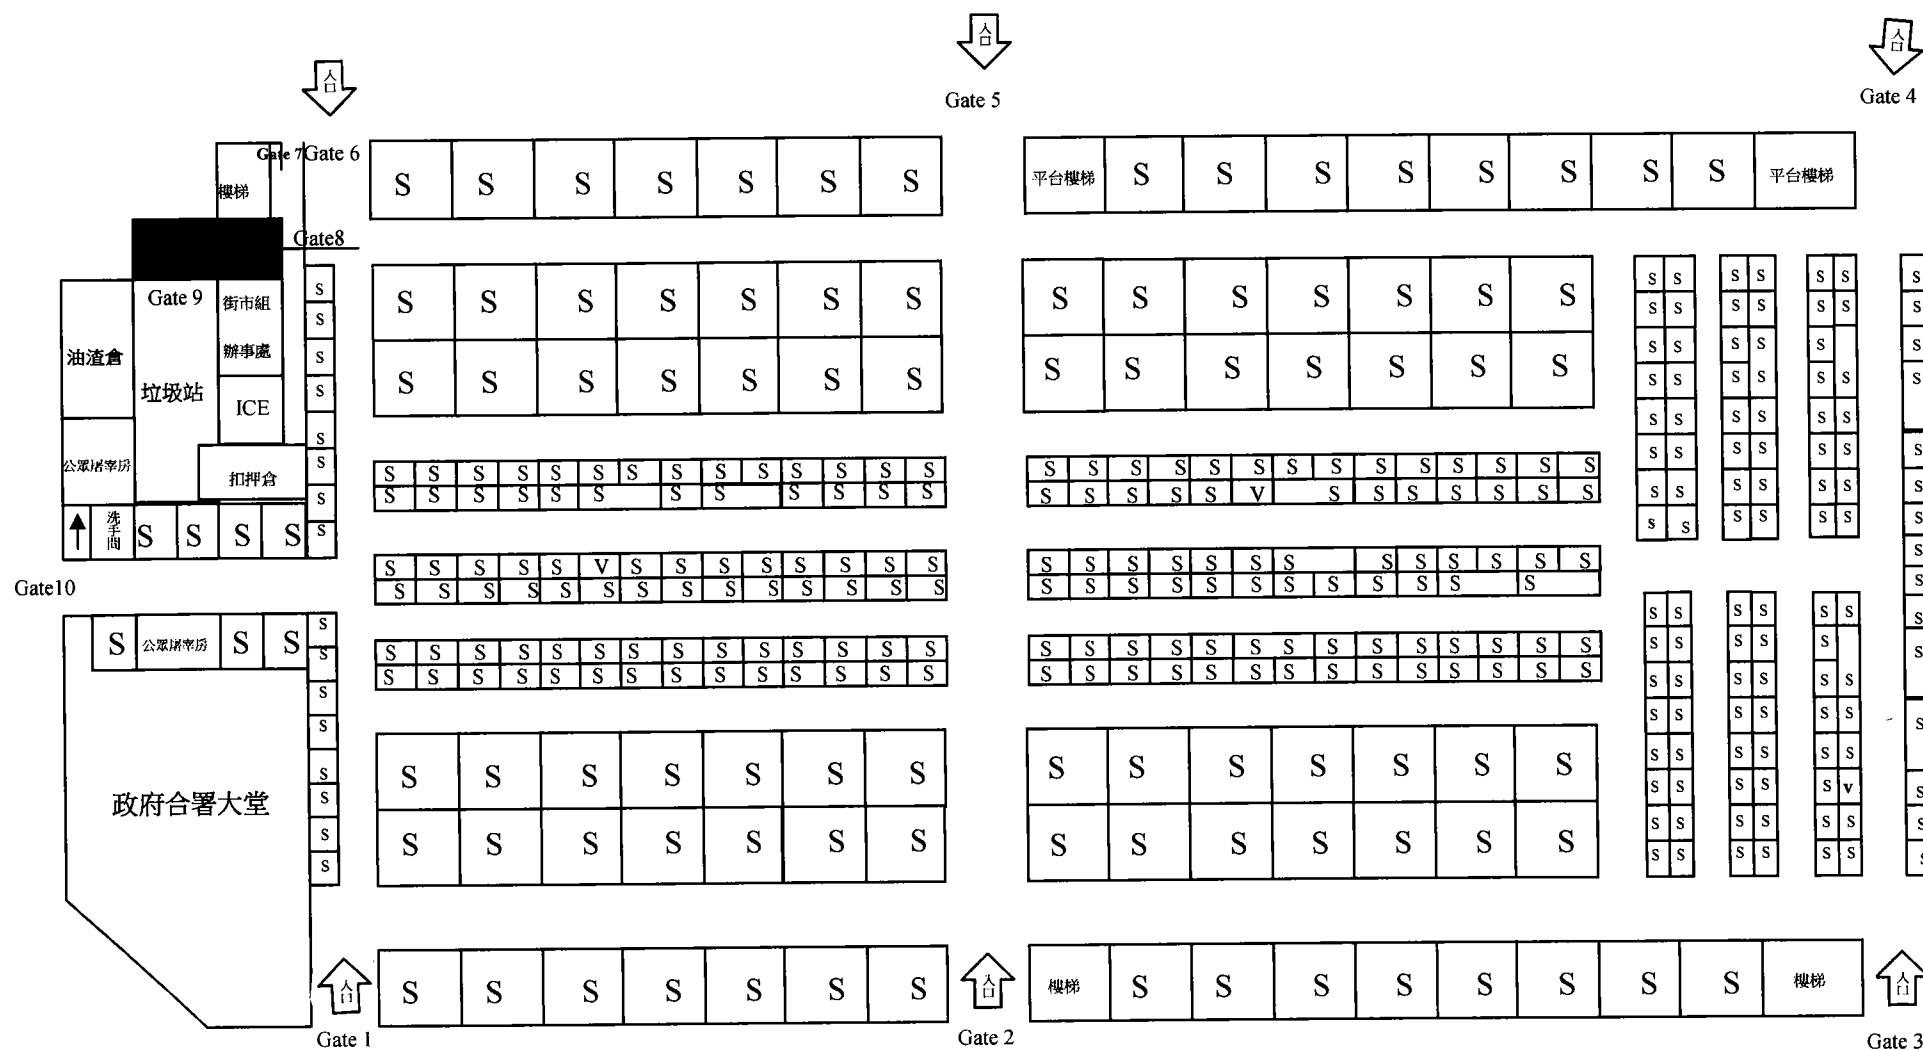 入口
入口
入口
Gate 5
Gate 4
Gate 7
Gate 6
樓梯
S S S S S S S
平台樓梯 S S S S S S S S 平台樓梯
Gate8
Gate 9
街市組
辦事處
油渣倉
垃圾站
ICE
公眾屠宰房
扣押倉
洗手間
S S S S
S
S
S
S
S
S
S
S
S S S S S S S
S S S S S S S
S S S S S S S
S S S S S S S
S S S S S S S S S S S S S S
S S S S S S S S S S S S
S S S S S S S S S S S S S S
S S S S S V S S S S S S S
S S S S S V S S S S S S S S
S S S S S S S S S S S S S S
S S S S S S S S S S S S S
S S S S S S S S S S S S S
S S S S S S S S S S S S S S
S S S S S S S S S S S S S S
S S S S S S S S S S S S S S
S S S S S S S S S S S S S S
S S S S S S
S S S S S S
S S S S S
S S S S S S
S S S S S S
S S S S S S
S S S S S S
S S S S S S
S S S S S S
S S S S S
S S S S S S
S S S S S S
S S S S S S
S S S S S V
S S S S S S
S S S S S S
Gate10
S 公眾屠宰房 S S
S
S
S
S
S
S
S
S
政府合署大堂
S S S S S S S
S S S S S S S
S S S S S S S
S S S S S S S
入口
S S S S S S S
入口
樓梯 S S S S S S S S 樓梯
入口
Gate 1
Gate 2
Gate 3